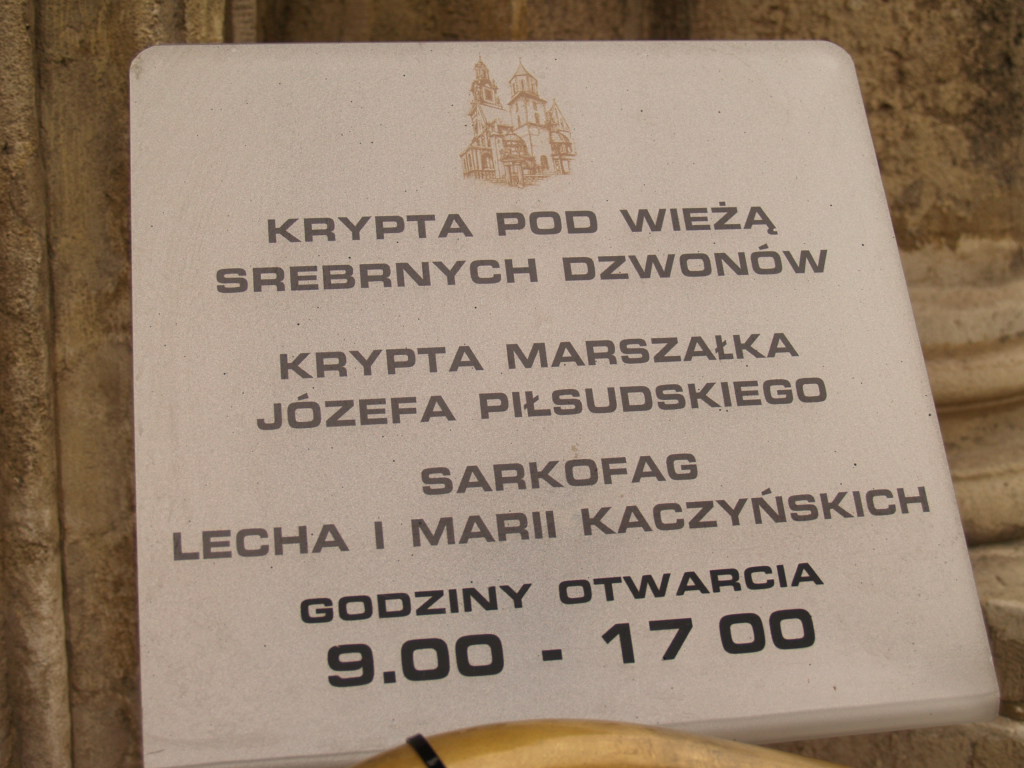 KRYPTA POD WIEŻĄ
SREBRNYCH DZWONÓW
KRYPTA MARSZAŁKA
JÓZEFA PIŁSUDSKIEGO
SARKOFAG
LECHA I MARII KACZYŃSKICH
GODZINY OTWARCIA
9.00 - 17 00